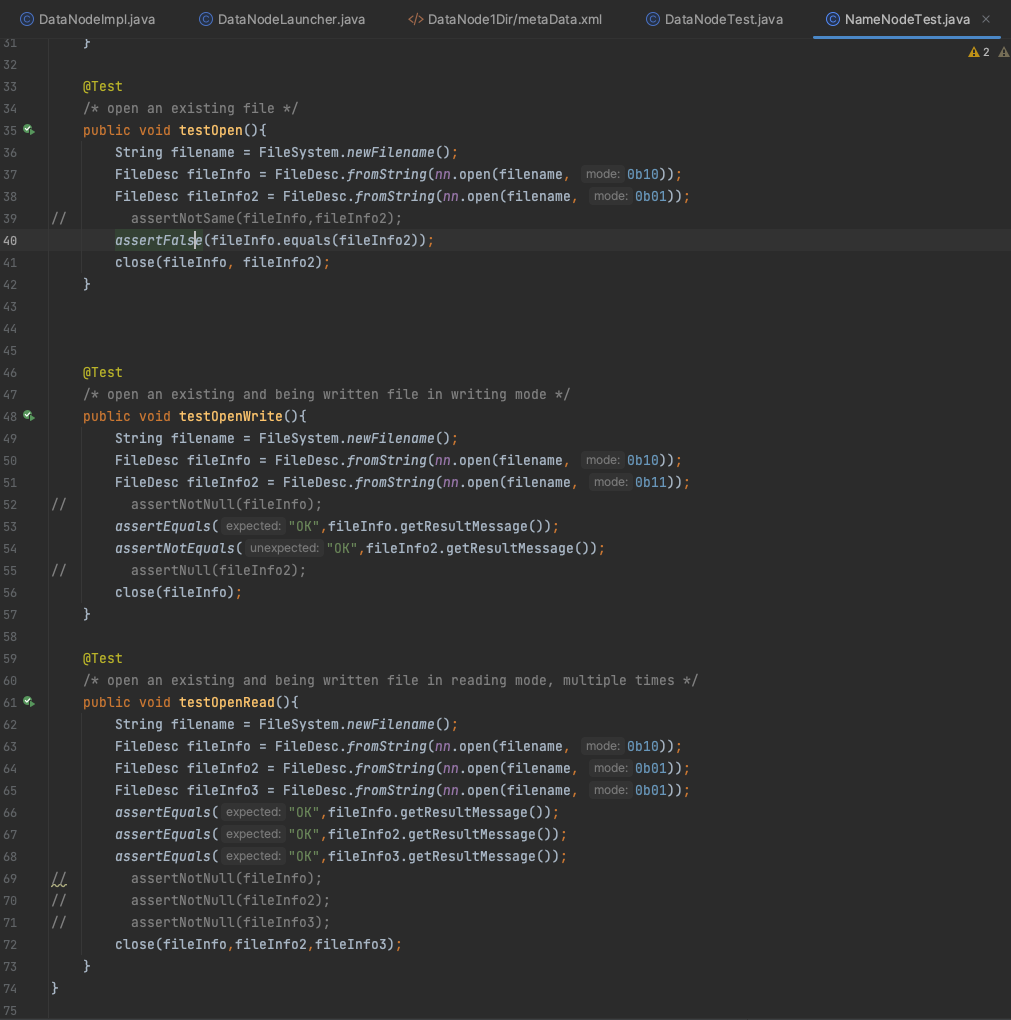 DataNodeImpl.java DataNodeLauncher.java </> DataNode1Dir/metaData.xml DataNodeTest.java NameNodeTest.java ×
31 }
2
32
33 @Test
34 /* open an existing file */
35 public void testOpen(){
36 String filename = FileSystem.newFilename();
37 FileDesc fileInfo = FileDesc.fromString(nn.open(filename, mode: 0b10));
38 FileDesc fileInfo2 = FileDesc.fromString(nn.open(filename, mode: 0b01));
39 // assertNotSame(fileInfo,fileInfo2);
40 assertFalse(fileInfo.equals(fileInfo2));
41 close(fileInfo, fileInfo2);
42 }
43
44
45
46 @Test
47 /* open an existing and being written file in writing mode */
48 public void testOpenWrite(){
49 String filename = FileSystem.newFilename();
50 FileDesc fileInfo = FileDesc.fromString(nn.open(filename, mode: 0b10));
51 FileDesc fileInfo2 = FileDesc.fromString(nn.open(filename, mode: 0b11));
52 // assertNotNull(fileInfo);
53 assertEquals( expected: "OK",fileInfo.getResultMessage());
54 assertNotEquals( unexpected: "OK",fileInfo2.getResultMessage());
55 // assertNull(fileInfo2);
56 close(fileInfo);
57 }
58
59 @Test
60 /* open an existing and being written file in reading mode, multiple times */
61 public void testOpenRead(){
62 String filename = FileSystem.newFilename();
63 FileDesc fileInfo = FileDesc.fromString(nn.open(filename, mode: 0b10));
64 FileDesc fileInfo2 = FileDesc.fromString(nn.open(filename, mode: 0b01));
65 FileDesc fileInfo3 = FileDesc.fromString(nn.open(filename, mode: 0b01));
66 assertEquals( expected: "OK",fileInfo.getResultMessage());
67 assertEquals( expected: "OK",fileInfo2.getResultMessage());
68 assertEquals( expected: "OK",fileInfo3.getResultMessage());
69 // assertNotNull(fileInfo);
70 // assertNotNull(fileInfo2);
71 // assertNotNull(fileInfo3);
72 close(fileInfo,fileInfo2,fileInfo3);
73 }
74 }
75